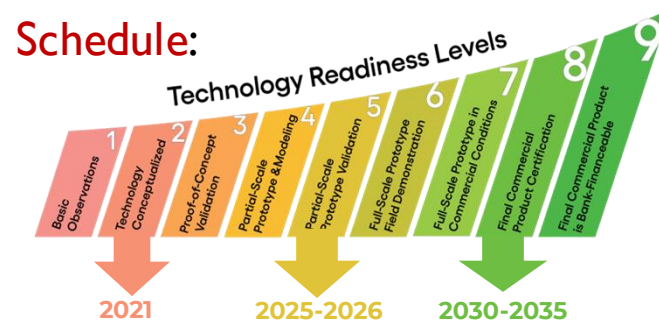 Schedule:
Technology Readiness Levels
1
Basic
Observations
2
Technology
Conceptualized
3
Proof-of-Concept
Validation
4
Partial-Scale
Prototype & Modeling
5
Partial-Scale
Prototype Validation
6
Full-Scale Prototype
Field Demonstration
7
Full-Scale Prototype in
Commercial Conditions
8
Final Commercial
Product Certification
9
Final Commercial Product
is Bank-Financeable
2021
2025-2026
2030-2035